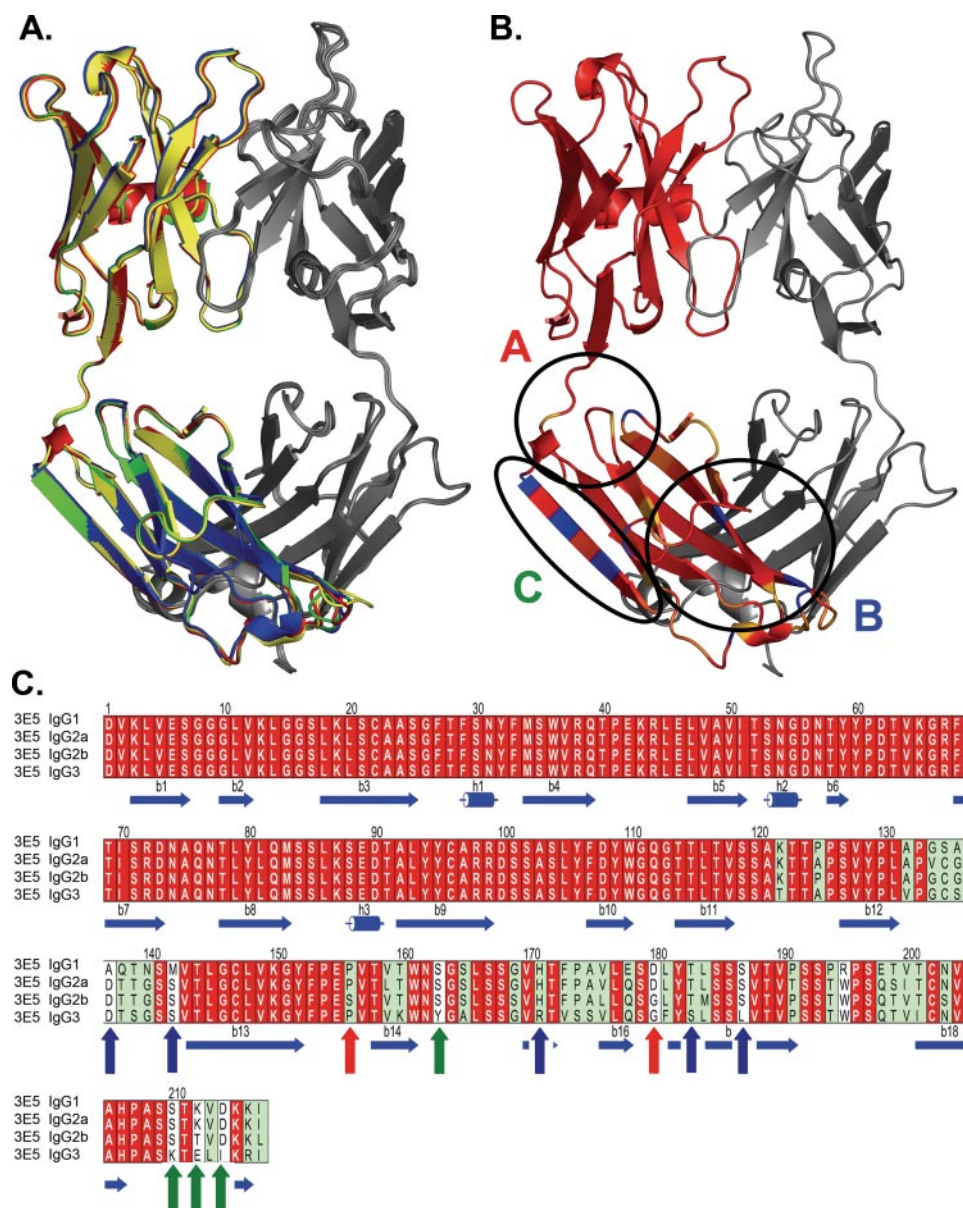 A.
B.
A
C
B
C.
1 10 20 30 40 50 60
3E5 IgG1 DVKLVESGGGLVKLGGSLKLSCAASGFTFSNYFMSWVRQTPEKRLELVAVITSNGDNTYYPDTVKGRF
3E5 IgG2a DVKLVESGGGLVKLGGSLKLSCAASGFTFSNYFMSWVRQTPEKRLELVAVITSNGDNTYYPDTVKGRF
3E5 IgG2b DVKLVESGGGLVKLGGSLKLSCAASGFTFSNYFMSWVRQTPEKRLELVAVITSNGDNTYYPDTVKGRF
3E5 IgG3 DVKLVESGGGLVKLGGSLKLSCAASGFTFSNYFMSWVRQTPEKRLELVAVITSNGDNTYYPDTVKGRF
b1 b2 b3 h1 b4 b5 h2 b6
70 80 90 100 110 120 130
3E5 IgG1 TISRDNAQNTLYLQMSSLKSEDTALYYCARRDSSASLYFDYWGQGTTLTVSSAKTTPPSVYPLAPGSA
3E5 IgG2a TISRDNAQNTLYLQMSSLKSEDTALYYCARRDSSASLYFDYWGQGTTLTVSSAKTTAPSVYPLAPVCG
3E5 IgG2b TISRDNAQNTLYLQMSSLKSEDTALYYCARRDSSASLYFDYWGQGTTLTVSSAKTTPPSVYPLAPGCG
3E5 IgG3 TISRDNAQNTLYLQMSSLKSEDTALYYCARRDSSASLYFDYWGQGTTLTVSSATTTAPSVYPLVPGCS
b7 b8 h3 b9 b10 b11 b12
140 150 160 170 180 190 200
3E5 IgG1 AQTNSMVTLGCLVKGYFPEPVTVTWNSGSLSSGVHTFPAVLESDLYTLSSSVTVPSSPRPSETVTCNV
3E5 IgG2a DTTGSSVTLGCLVKGYFPEPVTLTWNSGSLSSGVHTFPAVLQSDLYTLSSSVTVPSSTWPSQSITCNV
3E5 IgG2b DTTGSSVTLGCLVKGYFPESVTVTWNSGSLSSSVHTFPALLQSGLYTMSSSVTVPSSTWPSQTVTCSV
3E5 IgG3 DTSGSSVTLGCLVKGYFPEPVTVKWNYGALSSGVRTVSSVLQSGFYSLSSLVTVPSSTWPSQTVICNV
b13 b14 b16 b b18
210
3E5 IgG1 AHPASSTKVDKKI
3E5 IgG2a AHPASSTKVDKKI
3E5 IgG2b AHPASSTTVDKKL
3E5 IgG3 AHPASKTELIKRI